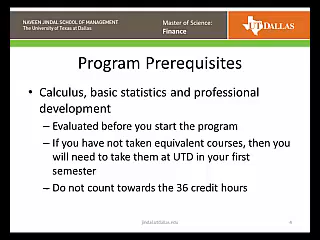 NAVEEN JINDAL SCHOOL OF MANAGEMENT
The University of Texas at Dallas
Master of Science:
Finance
UT DALLAS
Program Prerequisites
• Calculus, basic statistics and professional
development
– Evaluated before you start the program
– If you have not taken equivalent courses, then you
will need to take them at UTD in your first
semester
– Do not count towards the 36 credit hours
jindal.utdallas.edu